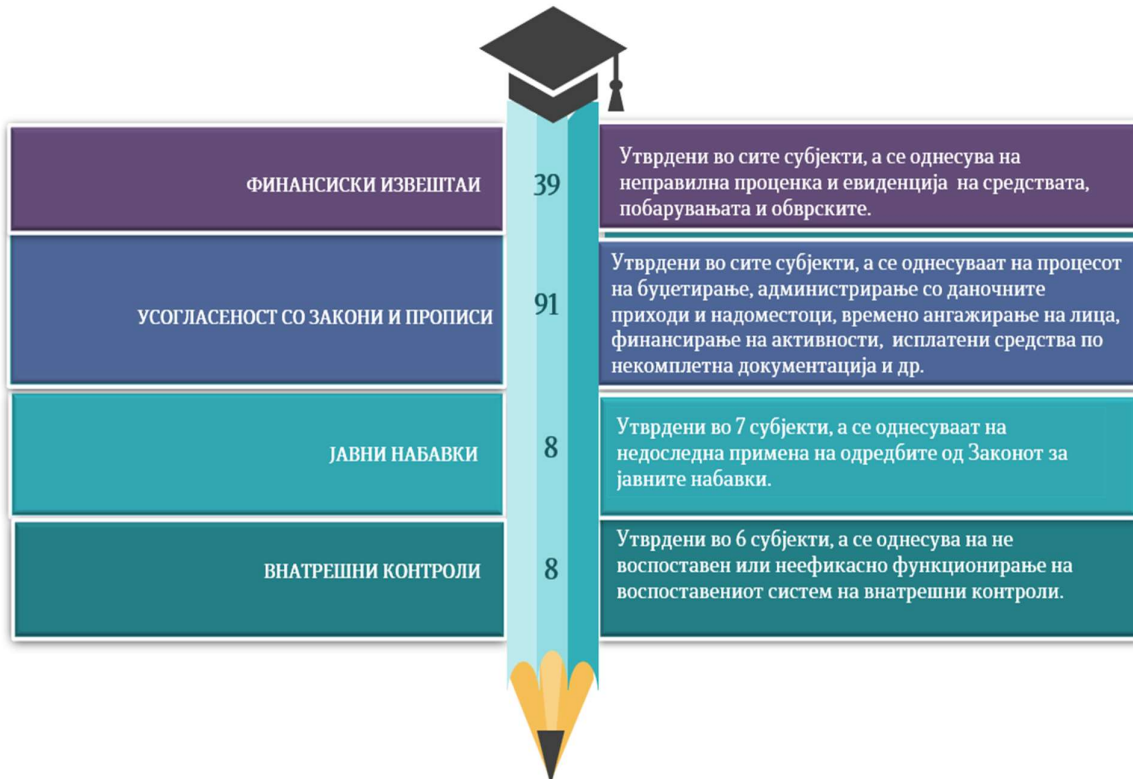 ФИНАНСИСКИ ИЗВЕШТАИ
39
Утврдени во сите субјекти, а се однесува на
неправилна проценка и евиденција на средствата,
побарувањата и обврските.
УСОГЛАСЕНОСТ СО ЗАКОНИ И ПРОПИСИ
91
Утврдени во сите субјекти, а се однесуваат на процесот
на буџетирање, администрирање со даночните
приходи и надоместоци, времено ангажирање на лица,
финансирање на активности, исплатени средства по
некомплетна документација и др.
ЈАВНИ НАБАВКИ
8
Утврдени во 7 субјекти, а се однесуваат на
недоследна примена на одредбите од Законот за
јавните набавки.
ВНАТРЕШНИ КОНТРОЛИ
8
Утврдени во 6 субјекти, а се однесува на не
воспоставен или неефикасно функционирање на
воспоставениот систем на внатрешни контроли.